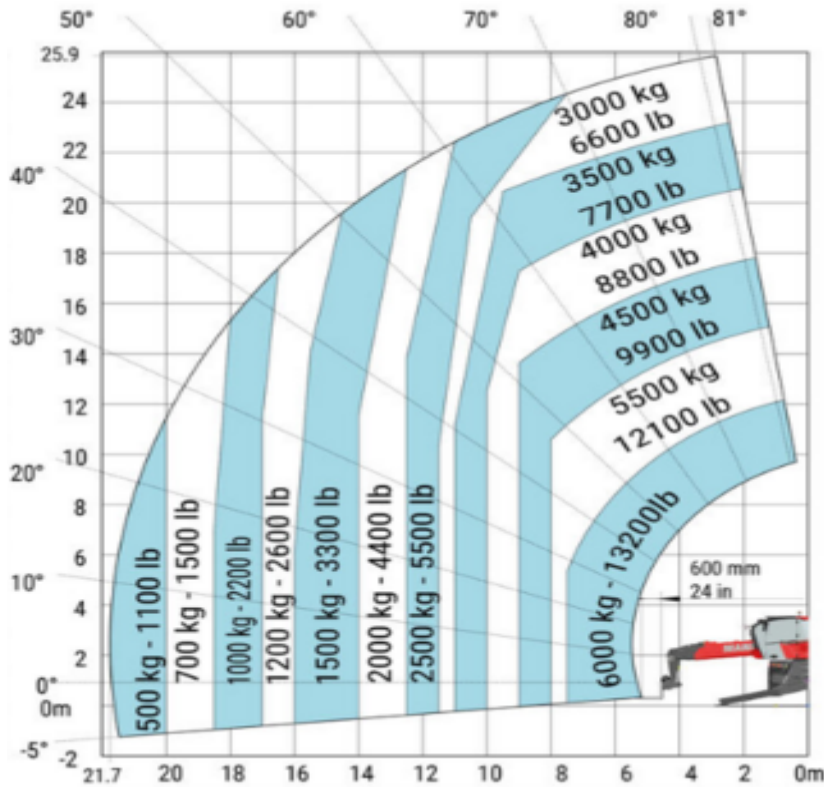 50° 60° 70° 80° 81°
25.9
24
22
40°
20
18
16
30°
14
12
10
20°
8
6
10°
4
2
0°
0m
-5°
-2
21.7 20 18 16 14 12 10 8 6 4 2 0m
3000 kg
6600 lb
3500 kg
7700 lb
4000 kg
8800 lb
4500 kg
9900 lb
5500 kg
12100 lb
6000 kg - 13200lb
500 kg - 1100 lb
700 kg - 1500 lb
1000 kg - 2200 lb
1200 kg - 2600 lb
1500 kg - 3300 lb
2000 kg - 4400 lb
2500 kg - 5500 lb
600 mm
24 in